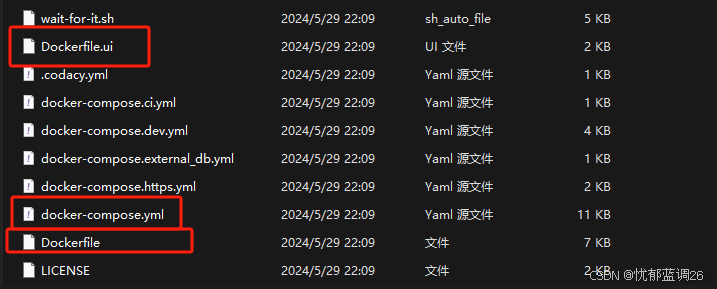 wait-for-it.sh 2024/5/29 22:09 sh_auto_file 5 KB
Dockerfile.ui 2024/5/29 22:09 UI 文件 2 KB
.codacy.yml 2024/5/29 22:09 Yaml 源文件 1 KB
docker-compose.ci.yml 2024/5/29 22:09 Yaml 源文件 1 KB
docker-compose.dev.yml 2024/5/29 22:09 Yaml 源文件 4 KB
docker-compose.external_db.yml 2024/5/29 22:09 Yaml 源文件 1 KB
docker-compose.https.yml 2024/5/29 22:09 Yaml 源文件 2 KB
docker-compose.yml 2024/5/29 22:09 Yaml 源文件 11 KB
Dockerfile 2024/5/29 22:09 文件 7 KB
LICENSE 2024/5/29 22:09 文件 2 KB
CSDN @忧郁蓝调26